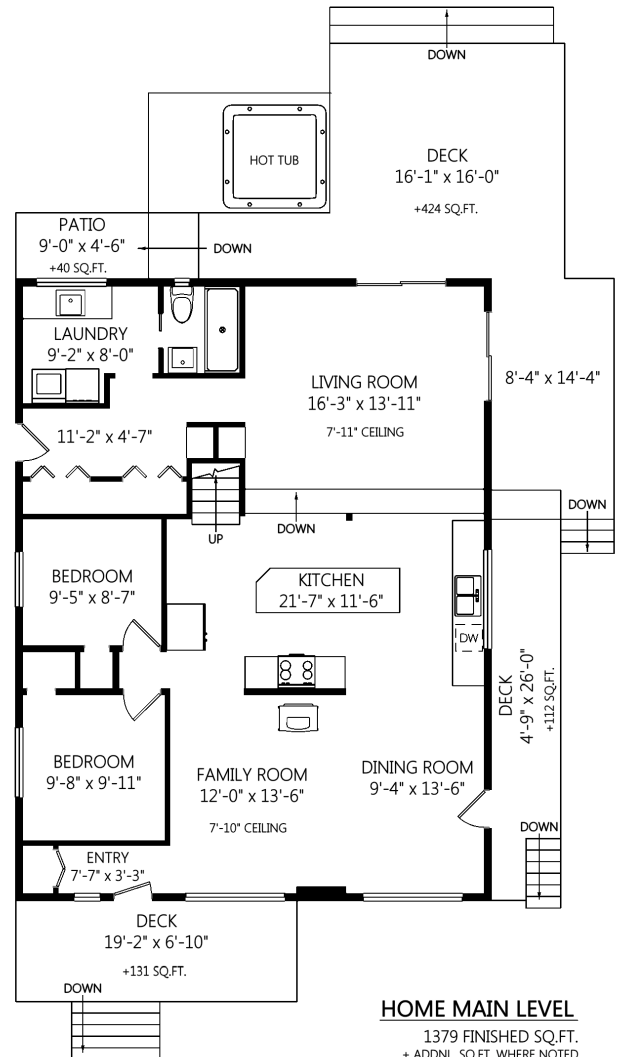 DOWN
HOT TUB
DECK
16'-1" x 16'-0"
+424 SQ.FT.
PATIO
9'-0" x 4'-6"
+40 SQ.FT.
DOWN
LAUNDRY
9'-2" x 8'-0"
LIVING ROOM
16'-3" x 13'-11"
7'-11" CEILING
8'-4" x 14'-4"
11'-2" x 4'-7"
UP
DOWN
DOWN
BEDROOM
9'-5" x 8'-7"
KITCHEN
21'-7" x 11'-6"
DW
DECK
4'-9" x 26'-0"
+112 SQ.FT.
BEDROOM
9'-8" x 9'-11"
FAMILY ROOM
12'-0" x 13'-6"
7'-10" CEILING
DINING ROOM
9'-4" x 13'-6"
DOWN
ENTRY
7'-7" x 3'-3"
DECK
19'-2" x 6'-10"
+131 SQ.FT.
DOWN
HOME MAIN LEVEL
1379 FINISHED SQ.FT.
+ ADDNL. SQ.FT. WHERE NOTED